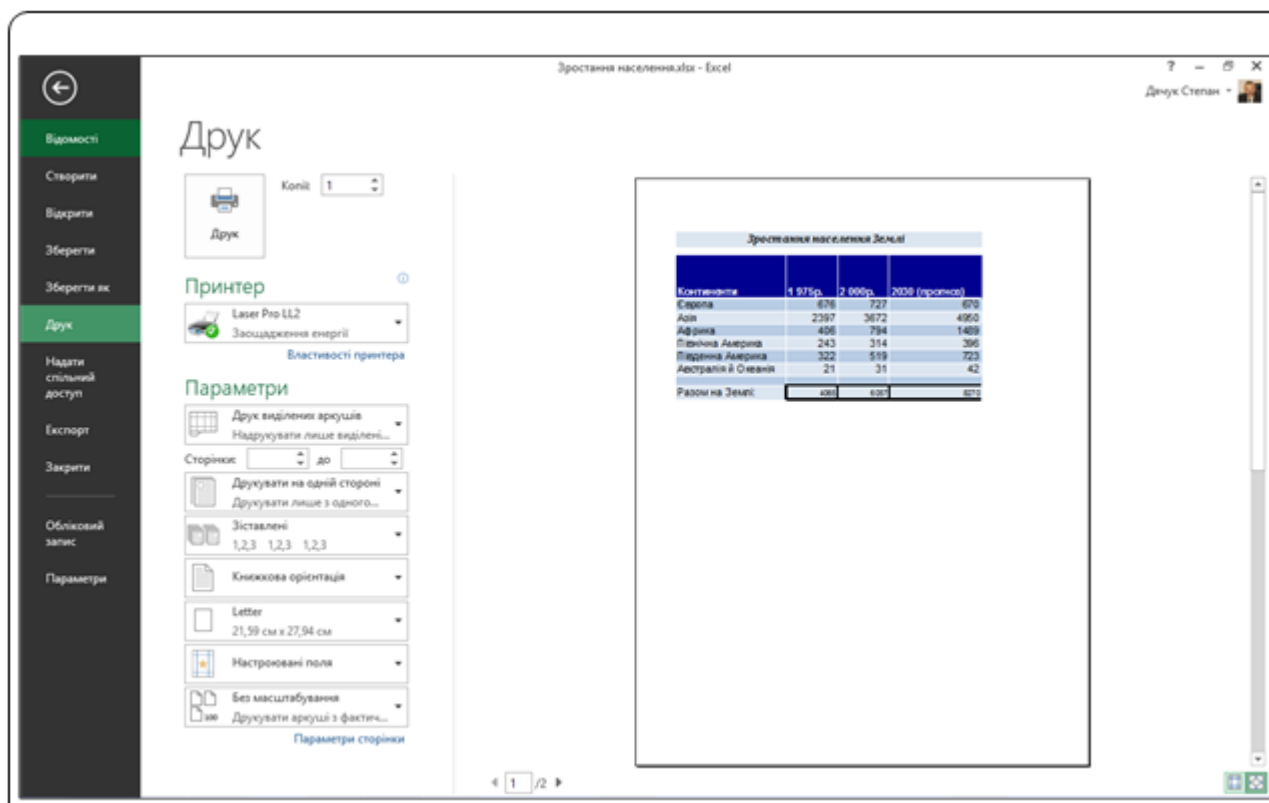 Зростання населення.xlsx - Excel
?
Дячук Степан
Відомості
Створити
Відкрити
Зберегти
Зберегти як
Друк
Надати
спільний
доступ
Експорт
Закрити
Обліковий
запис
Параметри
Друк
Копії: 1
Друк
Принтер
Laser Pro LL2
Заощадження енергії
Властивості принтера
Параметри
Друк виділених аркушів
Надрукувати лише виділені...
Сторінки: до
Друкувати на одній стороні
Друкувати лише з одного...
Зіставлені
1,2,3 1,2,3 1,2,3
Книжкова орієнтація
Letter
21,59 см x 27,94 см
Настроювані поля
Без масштабування
100 Друкувати аркуші з фактич...
Параметри сторінки
Зростання населення Землі
Континенти 1 975р. 2 000р. 2030 (прогноз)
Європа 676 727 670
Азія 2397 3672 4950
Африка 406 794 1489
Північна Америка 243 314 396
Південна Америка 322 519 723
Австралія й Океанія 21 31 42
Разом на Землі: 4065 6057 8270
1 /2